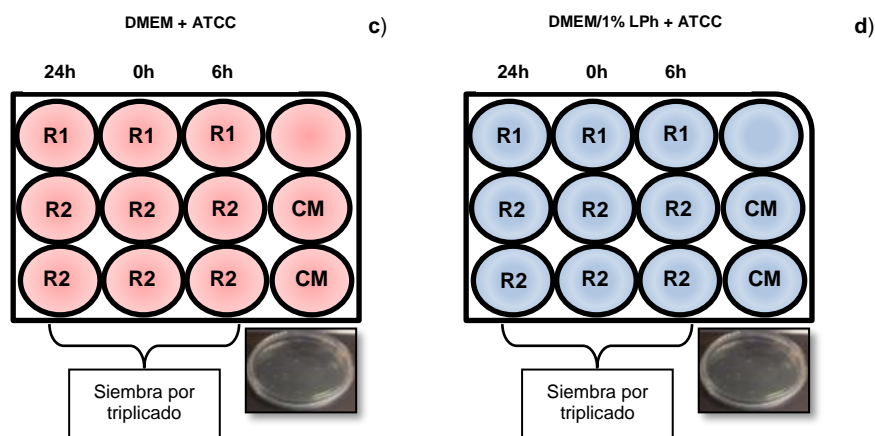 DMEM + ATCC
c)
24h 0h 6h
R1 R1 R1
R2 R2 R2 CM
R2 R2 R2 CM
Siembra por
triplicado
DMEM/1% LPh + ATCC
d)
24h 0h 6h
R1 R1 R1
R2 R2 R2 CM
R2 R2 R2 CM
Siembra por
triplicado